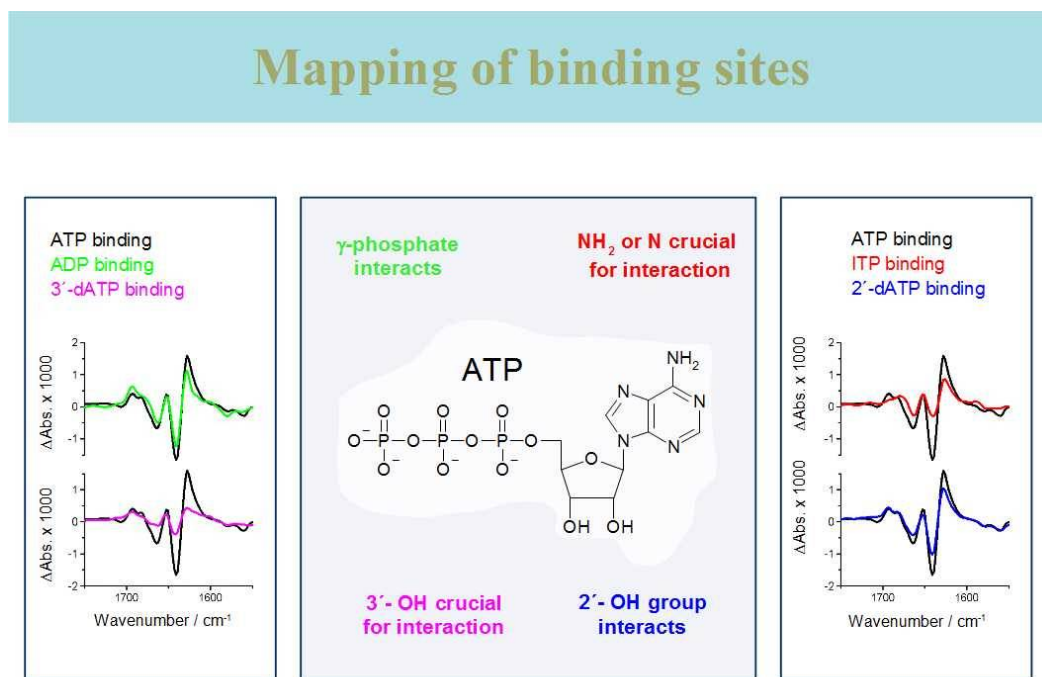 Mapping of binding sites
ATP binding
ADP binding
3´-dATP binding
2
1
0
-1
ΔAbs. x 1000
1
0
-1
-2
ΔAbs. x 1000
1700
1600
Wavenumber / cm⁻¹
γ-phosphate
interacts
NH₂ or N crucial
for interaction
ATP
NH₂
N
N
N
N
O
O
O
⁻O
P
O
P
O
P
O
O
O⁻
O⁻
O⁻
OH
OH
3´- OH crucial
for interaction
2´- OH group
interacts
ATP binding
ITP binding
2´-dATP binding
2
1
0
-1
ΔAbs. x 1000
1
0
-1
-2
ΔAbs. x 1000
1700
1600
Wavenumber / cm⁻¹